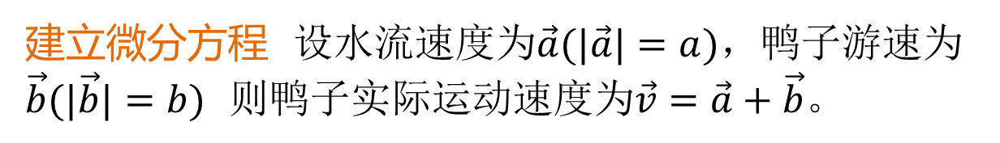 建立微分方程 设水流速度为$\vec{a}(|\vec{a}| = a)$，鸭子游速为
$\vec{b}(|\vec{b}| = b)$ 则鸭子实际运动速度为$\vec{v} = \vec{a} + \vec{b}$。